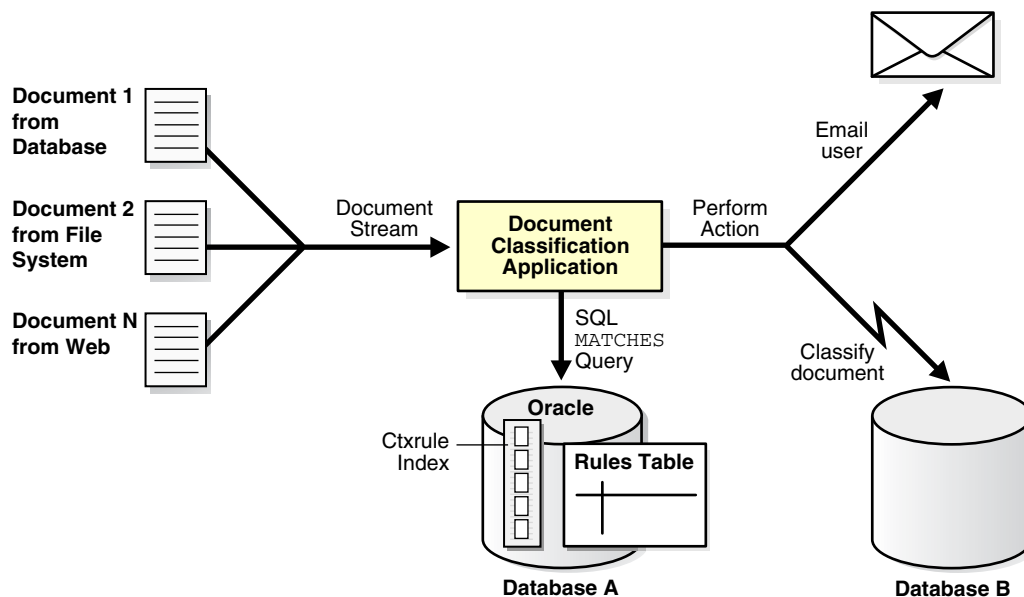 Document 1
from
Database
Document 2
from File
System
Document N
from Web
Document
Stream
Document
Classification
Application
Perform
Action
Email
user
Classify
document
SQL
MATCHES
Query
Oracle
Ctxrule
Index
Rules Table
Database A
Database B